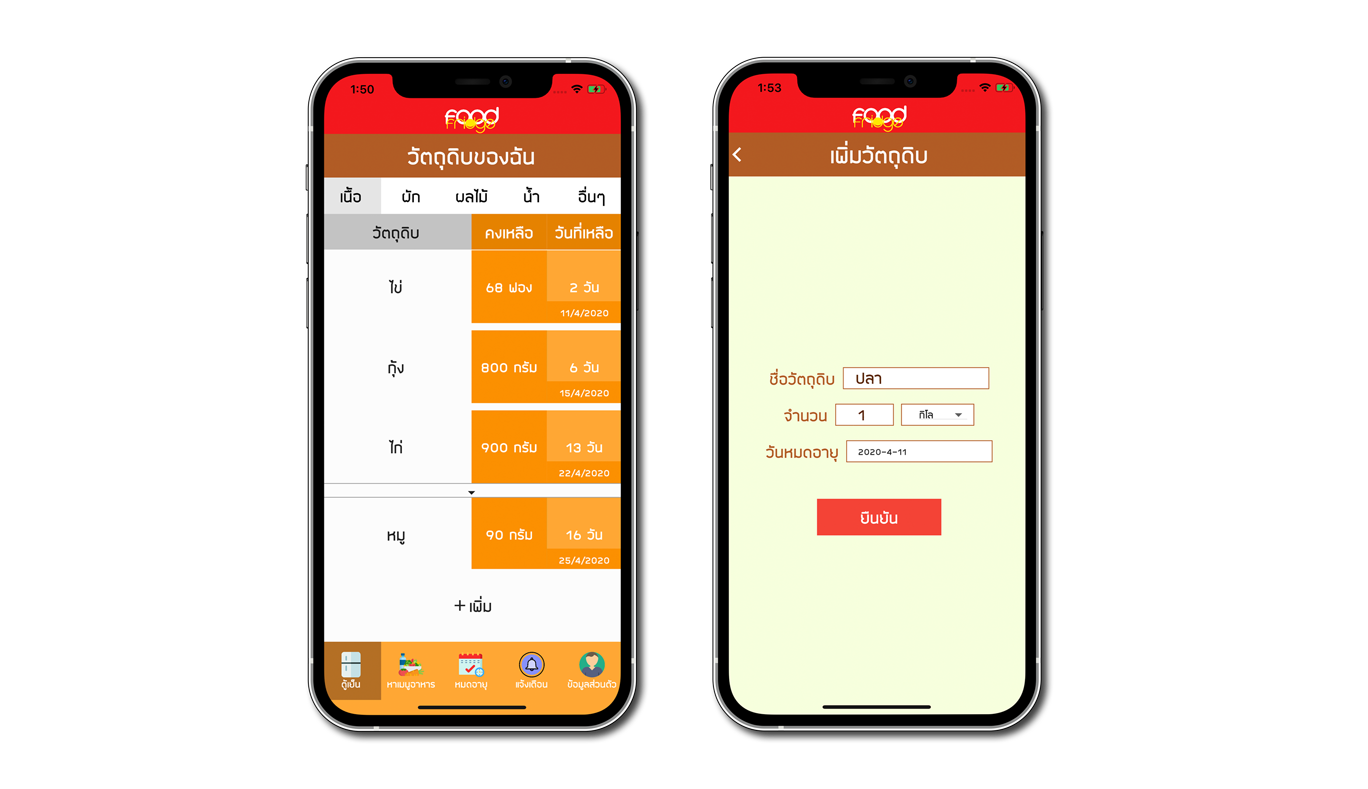 1:50
FOOD
Fridge
วัตถุดิบของฉัน
เนื้อ ผัก ผลไม้ น้ำ อื่นๆ
วัตถุดิบ คงเหลือ วันที่เหลือ
ไข่ 68 ฟอง 2 วัน
11/4/2020
กุ้ง 800 กรัม 6 วัน
15/4/2020
ไก่ 900 กรัม 13 วัน
22/4/2020
หมู 90 กรัม 16 วัน
25/4/2020
+ เพิ่ม
ตู้เย็น หาเมนูอาหาร หมดอายุ แจ้งเตือน ข้อมูลส่วนตัว
1:53
FOOD
Fridge
เพิ่มวัตถุดิบ
ชื่อวัตถุดิบ ปลา
จำนวน 1 กิโล
วันหมดอายุ 2020-4-11
ยืนยัน